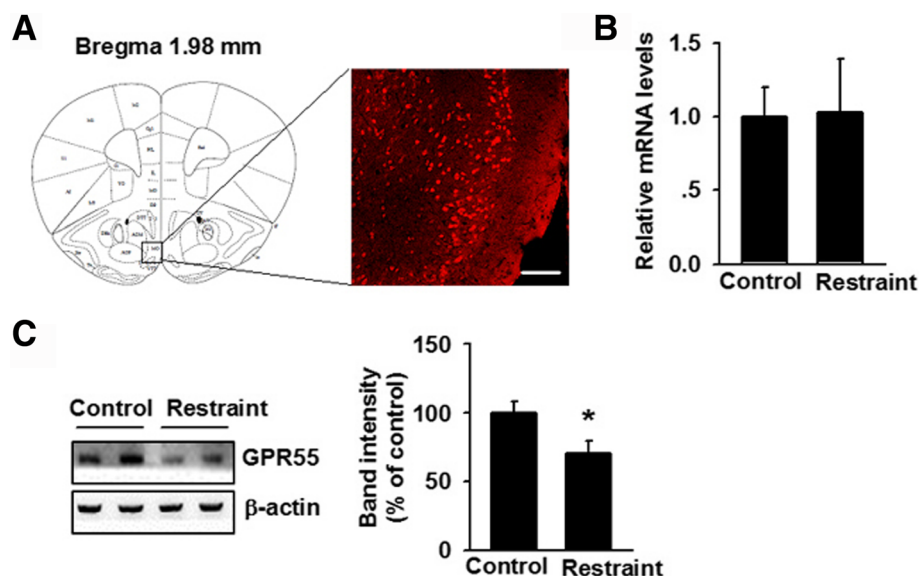 A
Bregma 1.98 mm
B
Relative mRNA levels
1.5
1.0
.5
0.0
Control Restraint
C
Control Restraint
GPR55
β-actin
Band intensity
(% of control)
150
100
50
0
*
Control Restraint